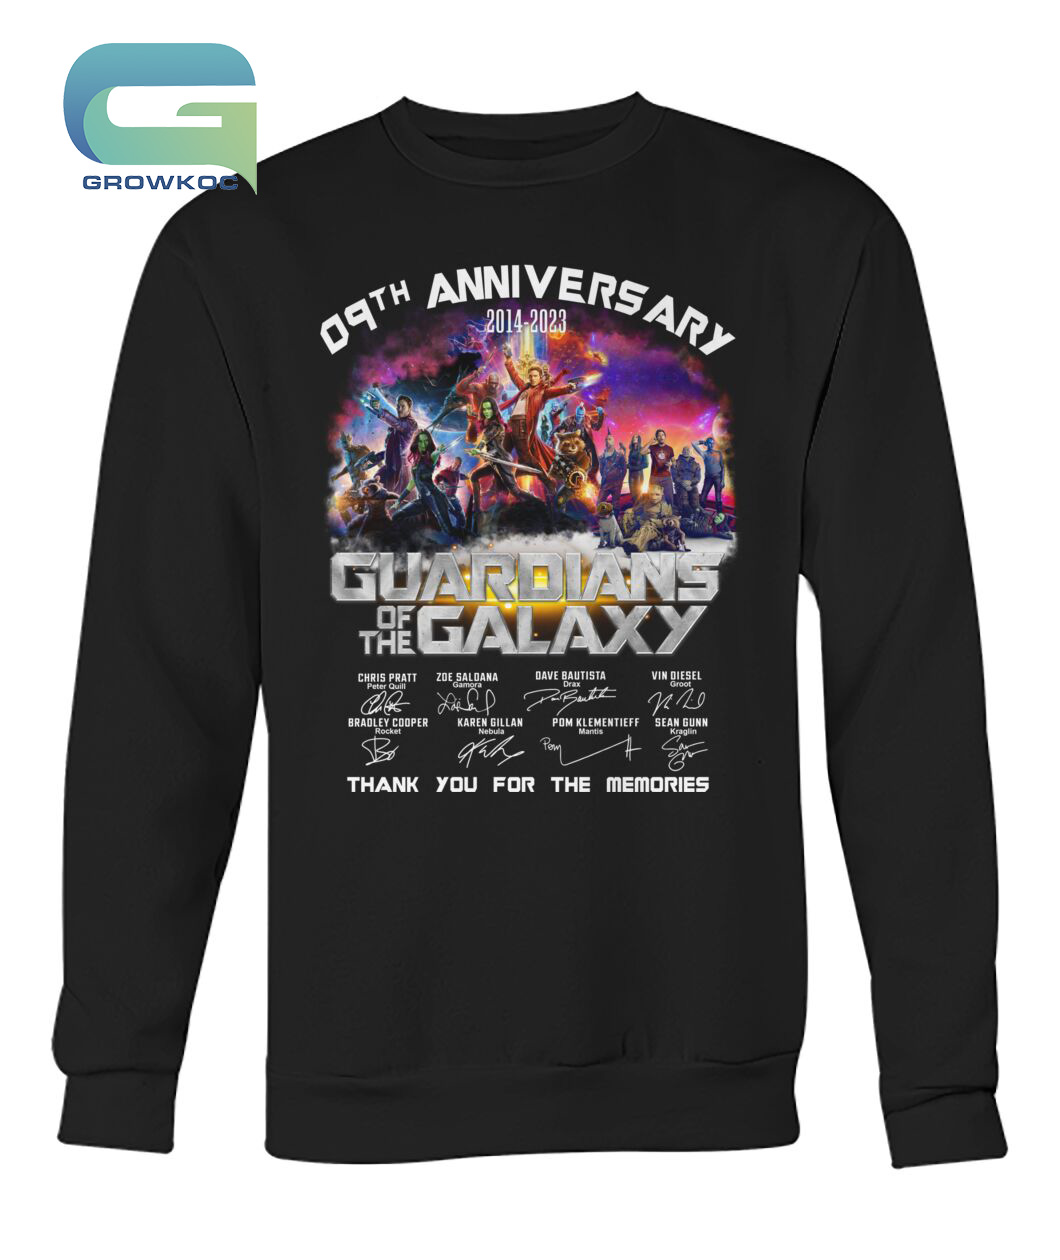 GROWKOC
09TH ANNIVERSARY
2014-2023
GUARDIANS
OF THE GALAXY
CHRIS PRATT ZOE SALDANA DAVE BAUTISTA VIN DIESEL
Peter Quill Gamora Drax Groot
BRADLEY COOPER KAREN GILLAN POM KLEMENTIEFF SEAN GUNN
Rocket Nebula Mantis Kraglin
THANK YOU FOR THE MEMORIES